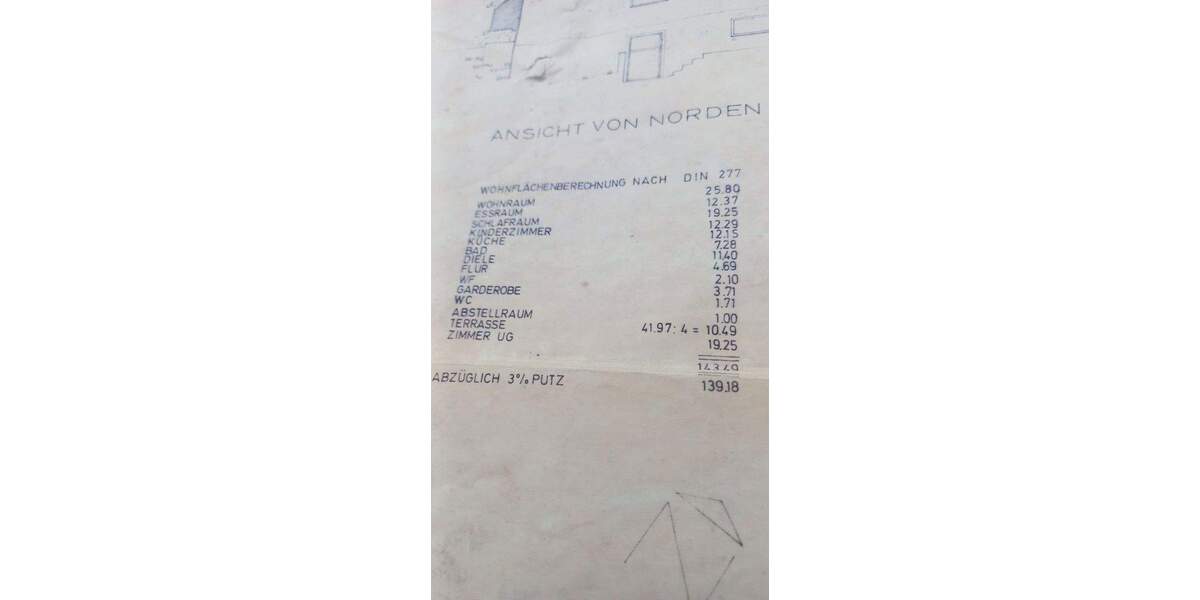 ANSICHT VON NORDEN
WOHNFLÄCHENBERECHNUNG NACH DIN 277
WOHNRAUM 25.80
ESSRAUM 12.37
SCHLAFRAUM 19.25
KINDERZIMMER 12.29
KÜCHE 12.15
BAD 7.28
DIELE 11.40
FLUR 4.69
WF 2.10
GARDEROBE 3.71
WC 1.71
ABSTELLRAUM 1.00
TERRASSE 41.97 : 4 = 10.49
ZIMMER UG 19.25
143.49
ABZÜGLICH 3% PUTZ 139.18